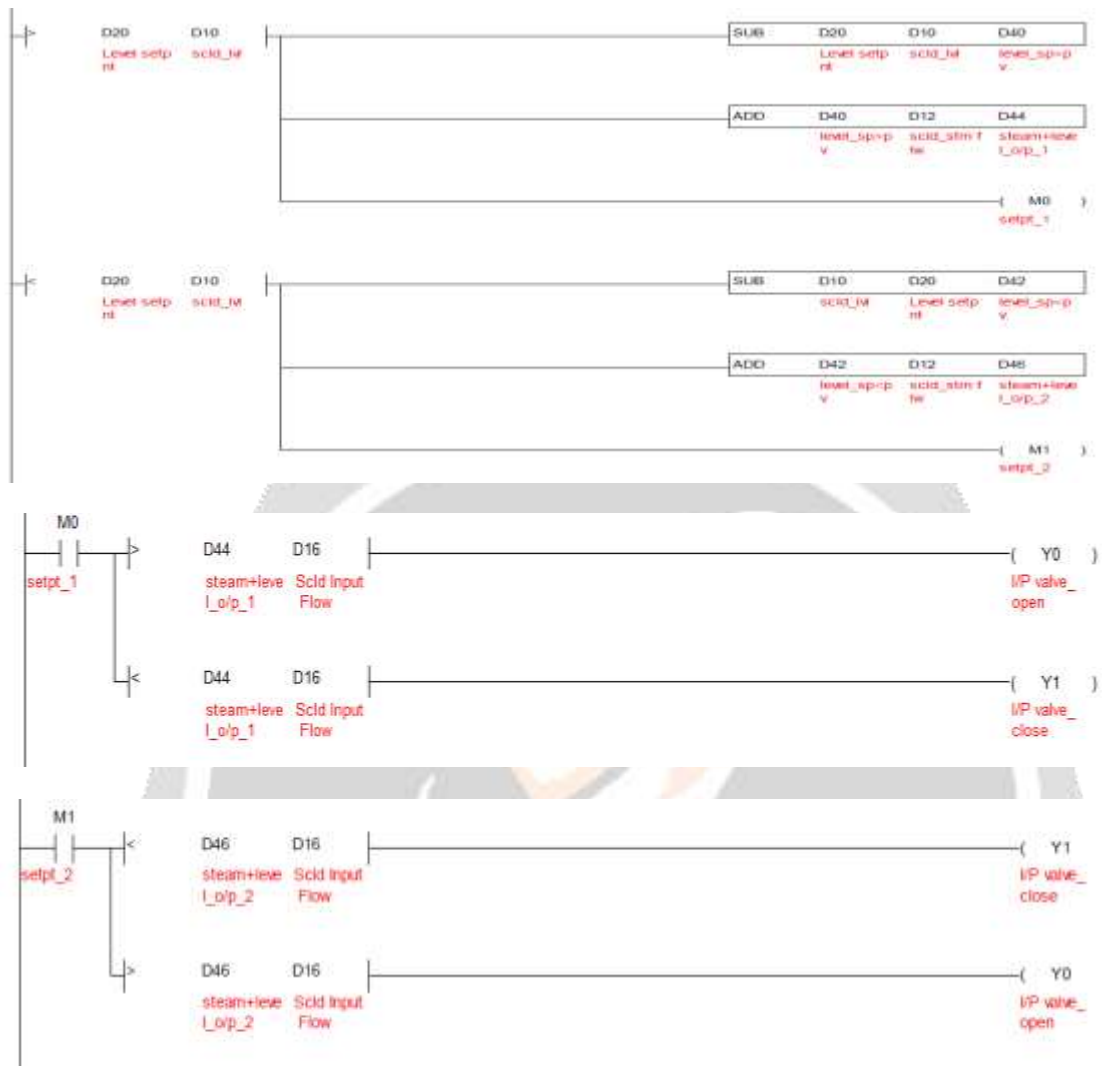 > D20 D10 SUB D20 D10 D40
Level setp scld_lvl Level setp scld_lvl level_sp>p
nt nt v
ADD D40 D12 D44
level_sp>p scld_stm f steam+leve
v lw l_o/p_1
( M0 )
setpt_1
< D20 D10 SUB D10 D20 D42
Level setp scld_lvl scld_lvl Level setp level_sp<p
nt nt v
ADD D42 D12 D46
level_sp<p scld_stm f steam+leve
v lw l_o/p_2
( M1 )
setpt_2
M0
> D44 D16 ( Y0 )
setpt_1 steam+leve Scld Input I/P valve_
l_o/p_1 Flow open
< D44 D16 ( Y1 )
steam+leve Scld Input I/P valve_
l_o/p_1 Flow close
M1
< D46 D16 ( Y1
setpt_2 steam+leve Scld Input I/P valve_
l_o/p_2 Flow close
> D46 D16 ( Y0
steam+leve Scld Input I/P valve_
l_o/p_2 Flow open